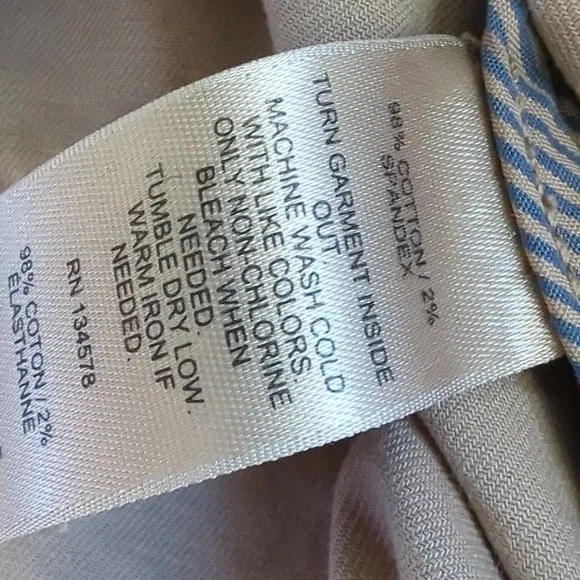 98% COTTON / 2%
SPANDEX
TURN GARMENT INSIDE
OUT
MACHINE WASH COLD
WITH LIKE COLORS.
ONLY NON-CHLORINE
BLEACH WHEN
NEEDED.
TUMBLE DRY LOW.
WARM IRON IF
NEEDED.
RN 134578
98% COTON / 2%
ELASTHANNE